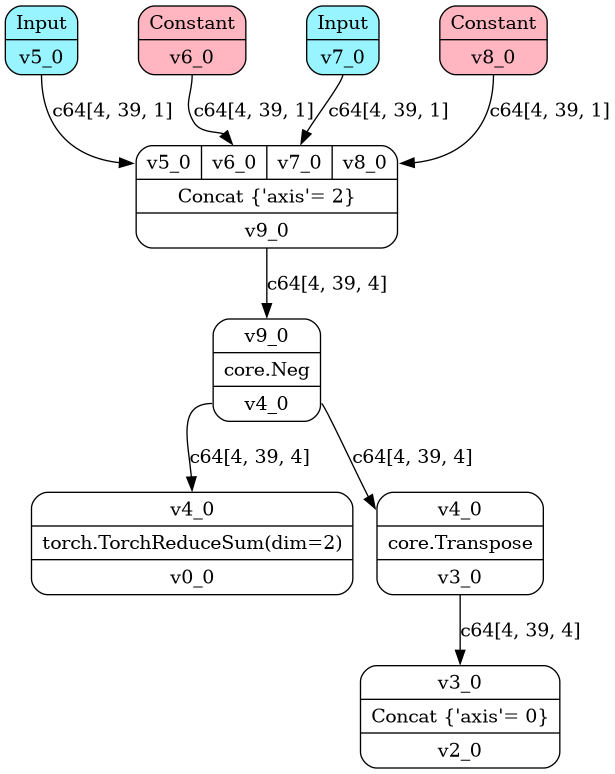 Input
v5_0
Constant
v6_0
Input
v7_0
Constant
v8_0
c64[4, 39, 1]
c64[4, 39, 1]
c64[4, 39, 1]
c64[4, 39, 1]
v5_0 v6_0 v7_0 v8_0
Concat {'axis'= 2}
v9_0
c64[4, 39, 4]
v9_0
core.Neg
v4_0
c64[4, 39, 4]
c64[4, 39, 4]
v4_0
torch.TorchReduceSum(dim=2)
v0_0
v4_0
core.Transpose
v3_0
c64[4, 39, 4]
v3_0
Concat {'axis'= 0}
v2_0